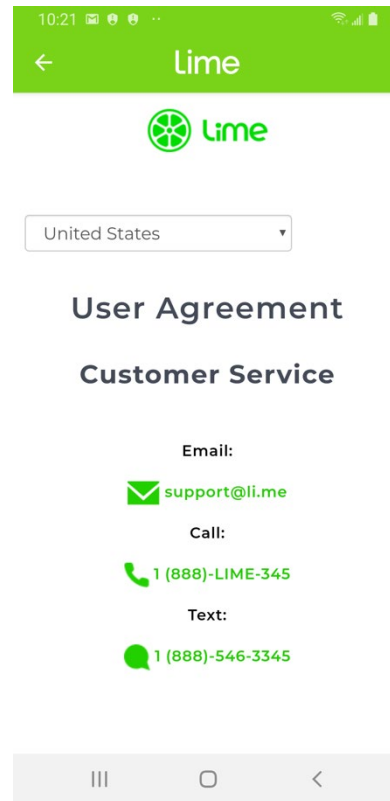 10:21
Lime
Lime
United States
User Agreement
Customer Service
Email:
support@li.me
Call:
1 (888)-LIME-345
Text:
1 (888)-546-3345